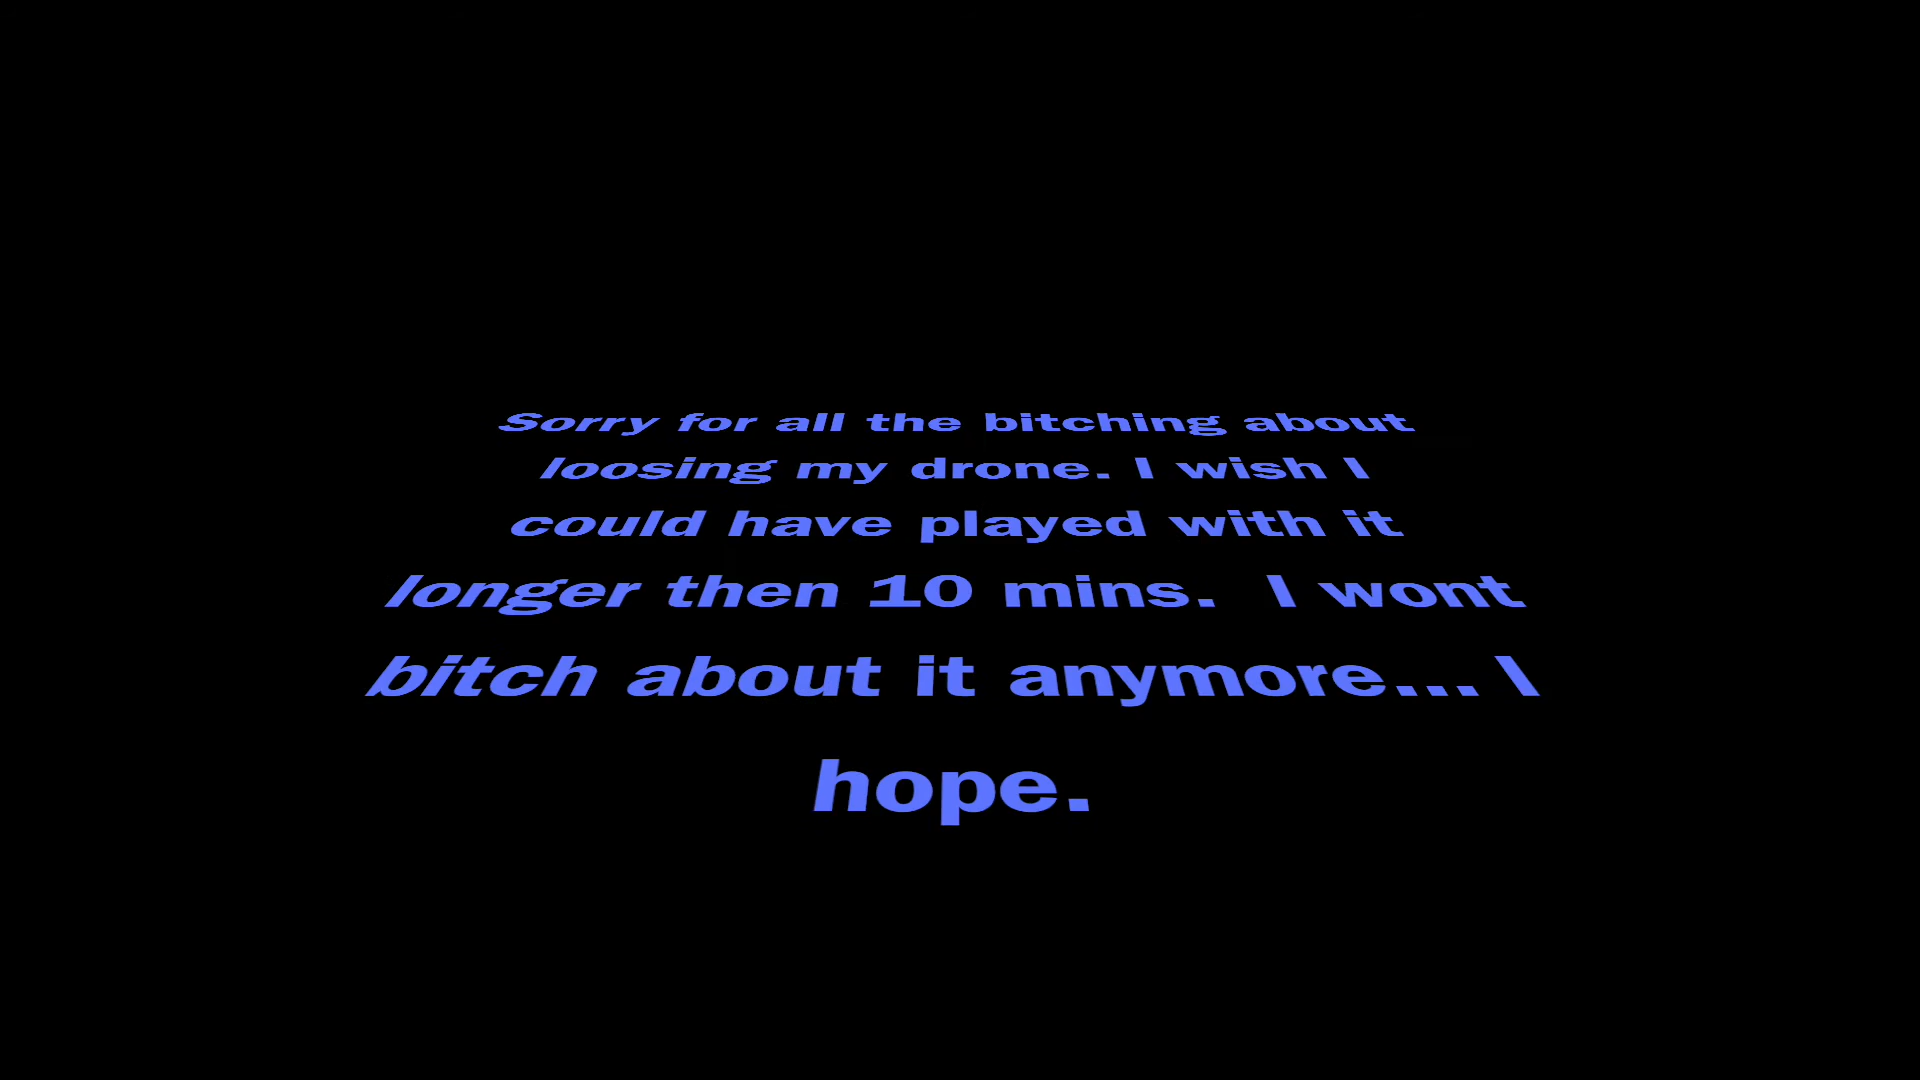 Sorry for all the bitching about
loosing my drone. I wish I
could have played with it
longer then 10 mins.  I wont
bitch about it anymore... I
hope.